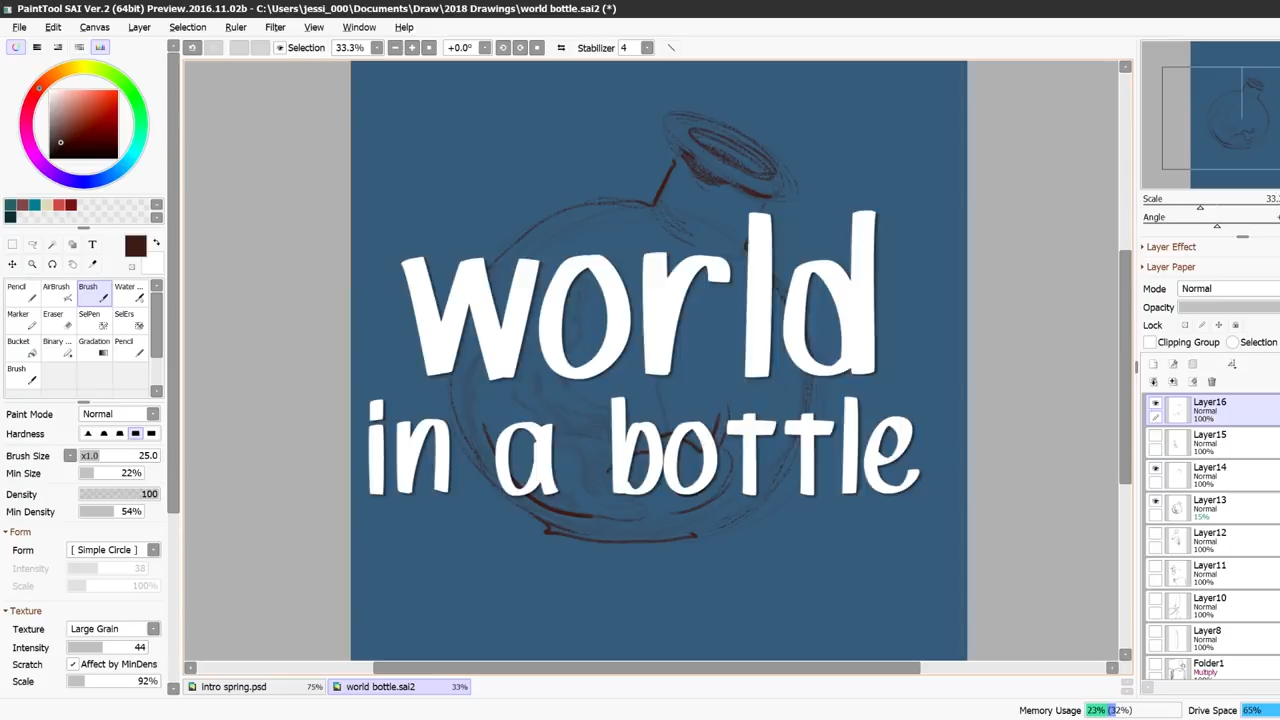 PaintTool SAI Ver.2 (64bit) Preview.2016.11.02b - C:\Users\jessi_000\Documents\Draw\2018 Drawings\world bottle.sai2 (*)
File Edit Canvas Layer Selection Ruler Filter View Window Help
Selection 33.3% +0.0° Stabilizer 4
world
in a bottle
T
Pencil AirBrush Brush Water ...
Marker Eraser SelPen SelErs
Bucket Binary ... Gradation Pencil
Brush
Paint Mode Normal
Hardness
Brush Size x1.0 25.0
Min Size 22%
Density 100
Min Density 54%
Form
Form [ Simple Circle ]
Intensity 38
Scale 100%
Texture
Texture Large Grain
Intensity 44
Scratch Affect by MinDens
Scale 92%
Scale 33.
Angle
Layer Effect
Layer Paper
Mode Normal
Opacity
Lock
Clipping Group Selection
Layer16
Normal
100%
Layer15
Normal
100%
Layer14
Normal
100%
Layer13
Normal
15%
Layer12
Normal
100%
Layer11
Normal
100%
Layer10
Normal
100%
Layer8
Normal
100%
Folder1
Multiply
intro spring.psd 75% world bottle.sai2 33%
Memory Usage 23% (32%) Drive Space 65%